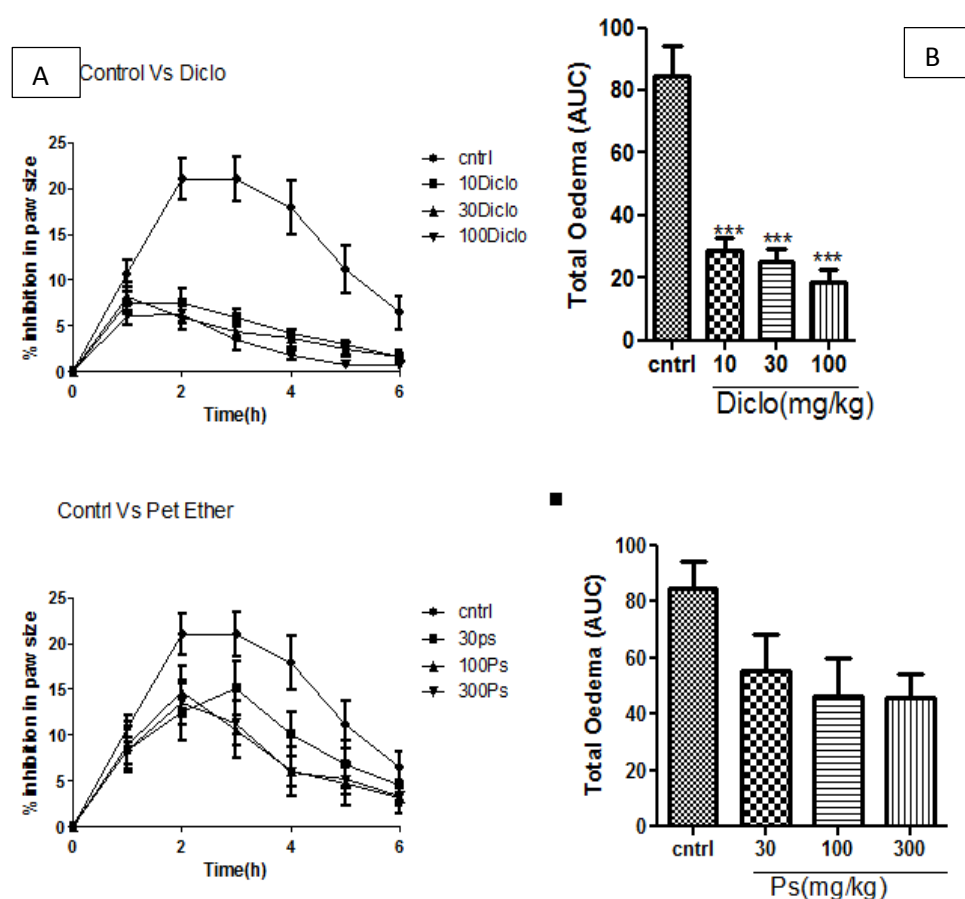 A
Control Vs Diclo
% inhibition in paw size
25
20
15
10
5
0
0 2 4 6
Time(h)
cntrl
10Diclo
30Diclo
100Diclo
B
Total Oedema (AUC)
100
80
60
40
20
0
*** *** ***
cntrl 10 30 100
Diclo(mg/kg)
Contrl Vs Pet Ether
% inhibition in paw size
25
20
15
10
5
0
0 2 4 6
Time(h)
cntrl
30ps
100Ps
300Ps
Total Oedema (AUC)
100
80
60
40
20
0
cntrl 30 100 300
Ps(mg/kg)